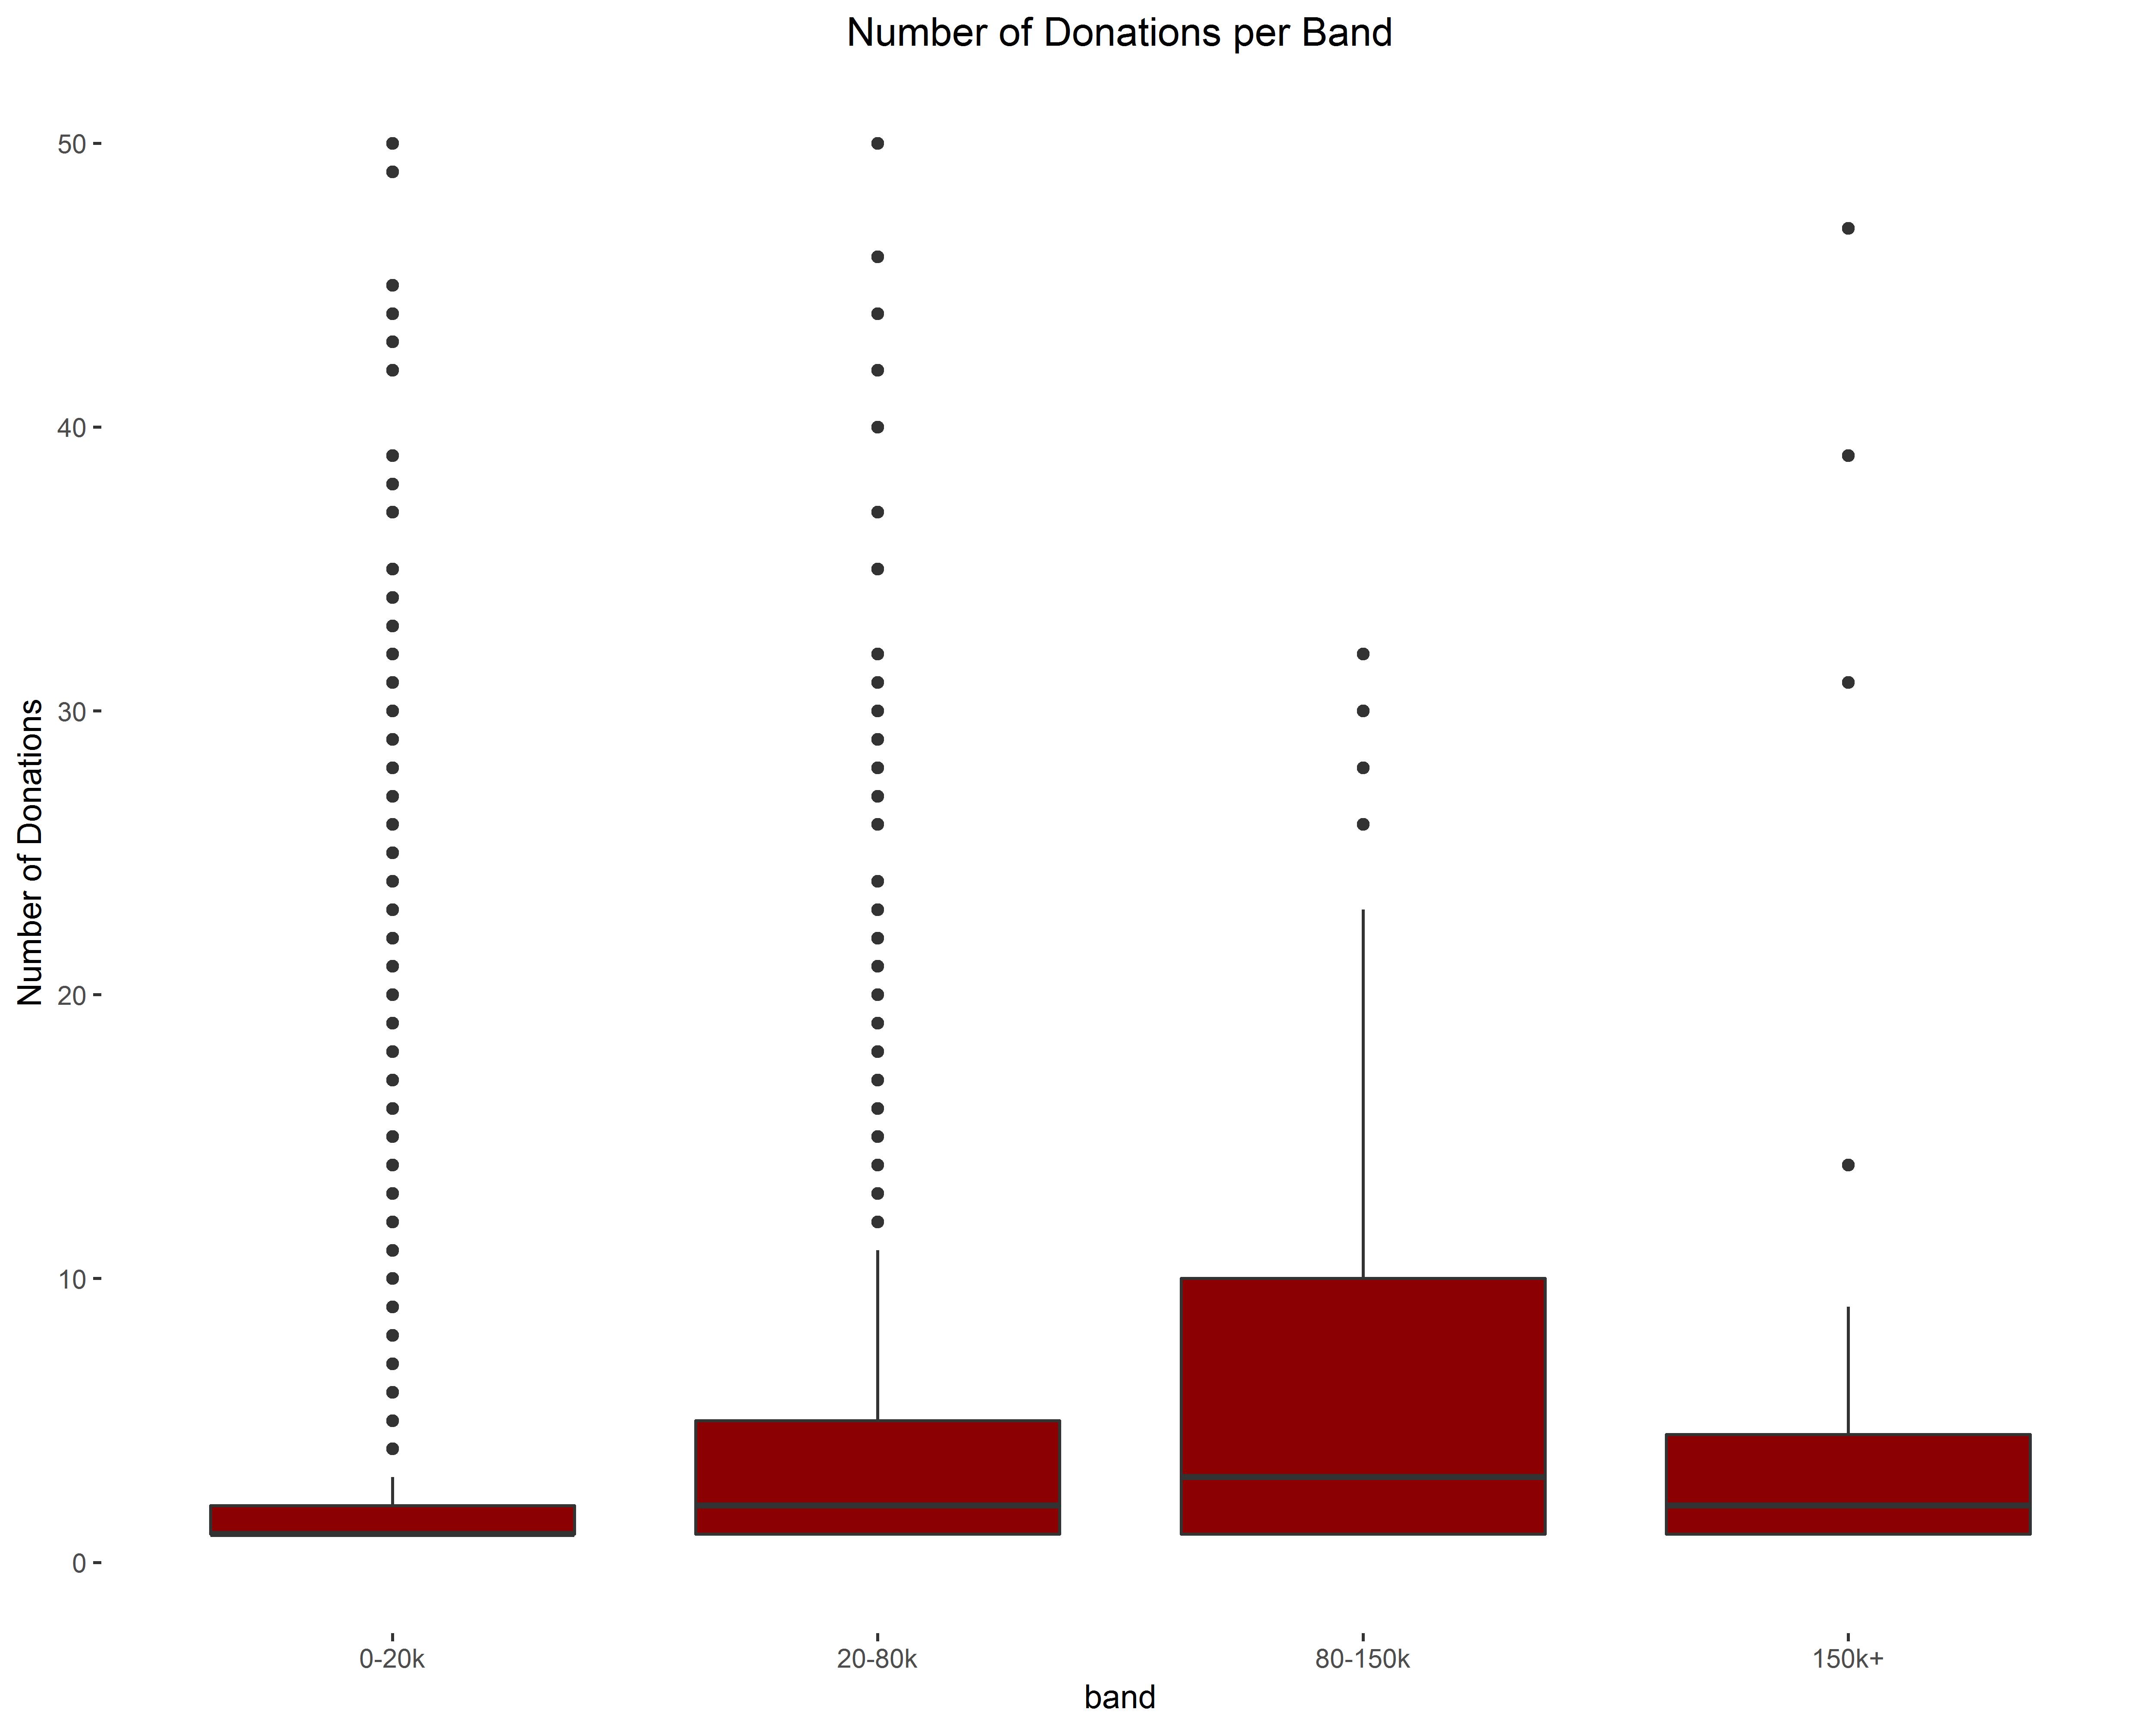 Number of Donations per Band
Number of Donations
50
40
30
20
10
0
0-20k
20-80k
80-150k
150k+
band